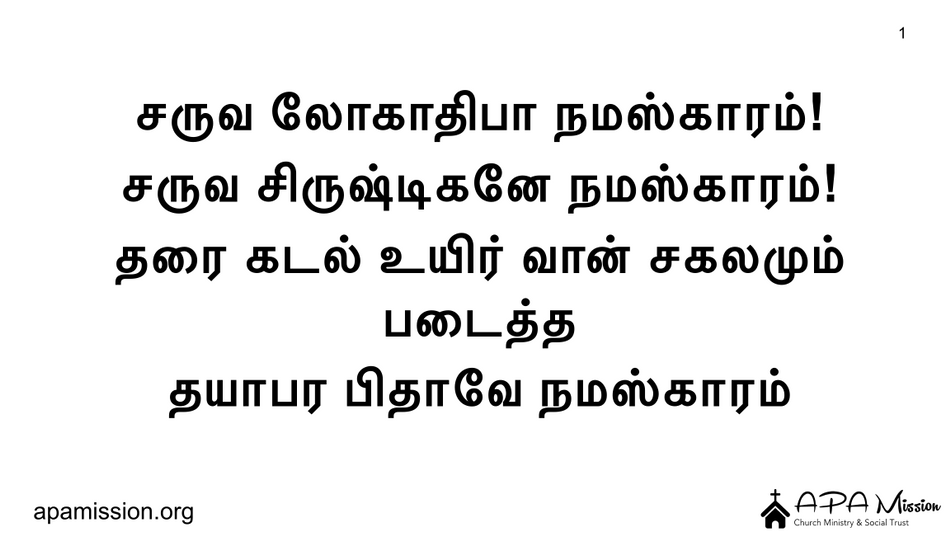 1
சருவ லோகாதிபா நமஸ்காரம்!
சருவ சிருஷ்டிகனே நமஸ்காரம்!
தரை கடல் உயிர் வான் சகலமும்
படைத்த
தயாபர பிதாவே நமஸ்காரம்
apamission.org
APA Mission
Church Ministry & Social Trust